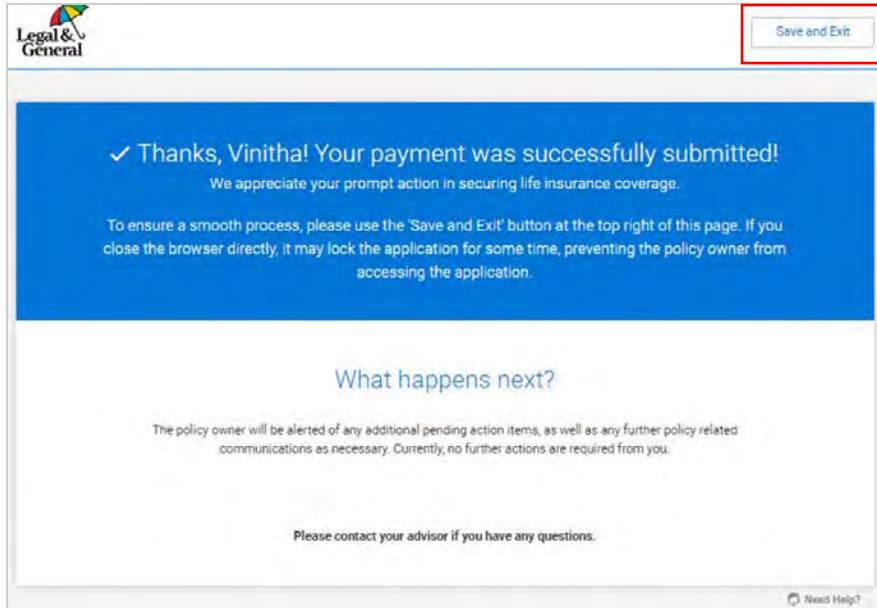 Legal &
General
Save and Exit
✓ Thanks, Vinitha! Your payment was successfully submitted!
We appreciate your prompt action in securing life insurance coverage.
To ensure a smooth process, please use the 'Save and Exit' button at the top right of this page. If you
close the browser directly, it may lock the application for some time, preventing the policy owner from
accessing the application.
What happens next?
The policy owner will be alerted of any additional pending action items, as well as any further policy related
communications as necessary. Currently, no further actions are required from you.
Please contact your advisor if you have any questions.
Need Help?